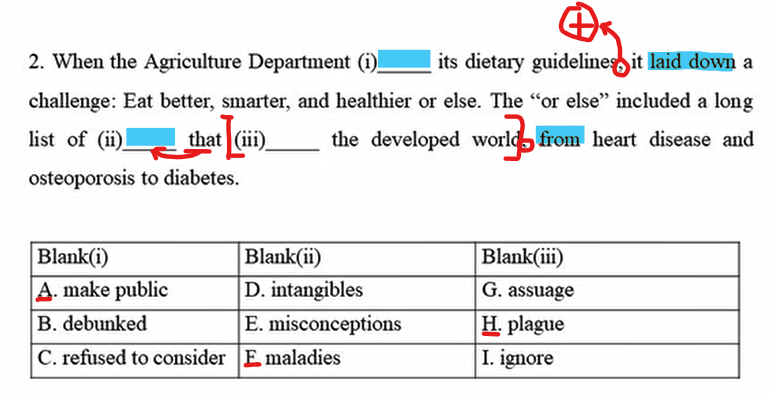 2. When the Agriculture Department (i)_____ its dietary guidelines, it laid down a
challenge: Eat better, smarter, and healthier or else. The “or else” included a long
list of (ii)_____ that (iii)_____ the developed world, from heart disease and
osteoporosis to diabetes.
Blank(i) Blank(ii) Blank(iii)
A. make public D. intangibles G. assuage
B. debunked E. misconceptions H. plague
C. refused to consider F maladies I. ignore